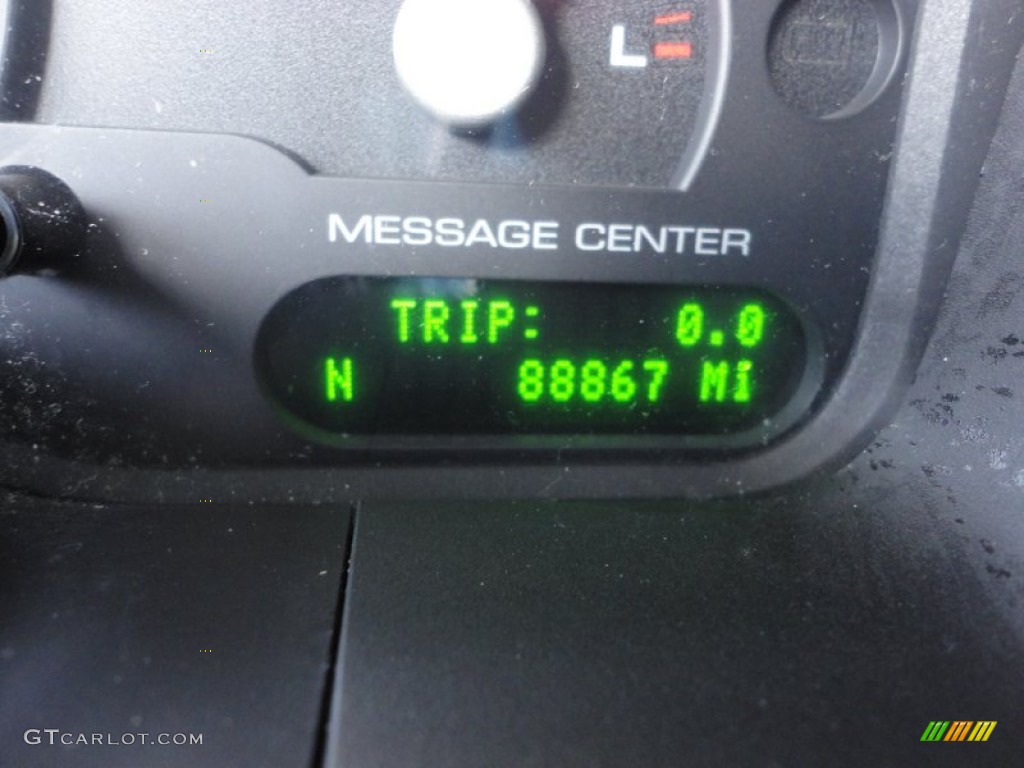 L
MESSAGE CENTER
TRIP: 0.0
N 88867 Mi
GTCARLOT.COM